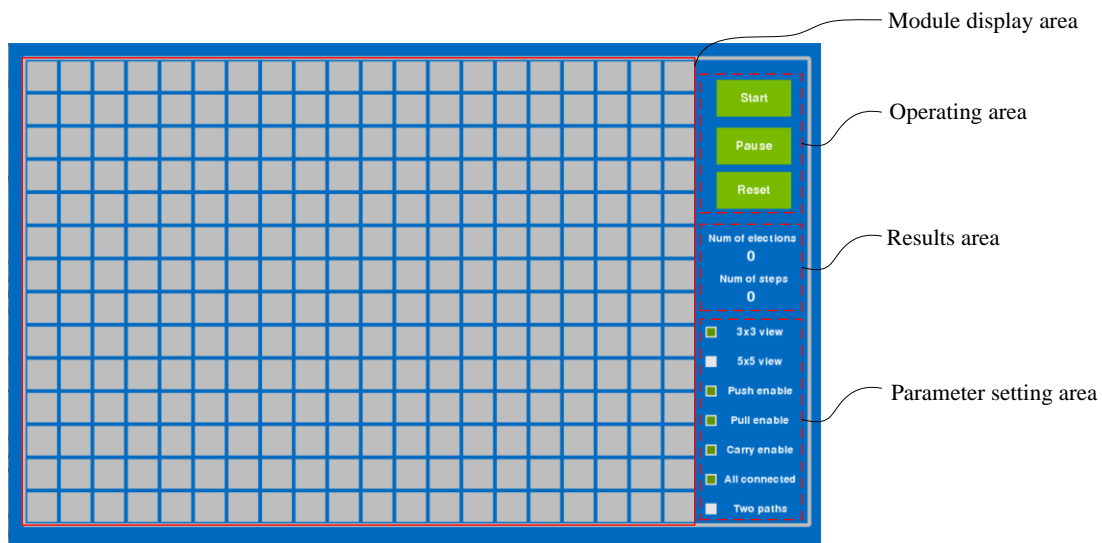 Module display area
Start
Operating area
Pause
Reset
Num of elections
0
Results area
Num of steps
0
3x3 view
5x5 view
Push enable
Parameter setting area
Pull enable
Carry enable
All connected
Two paths